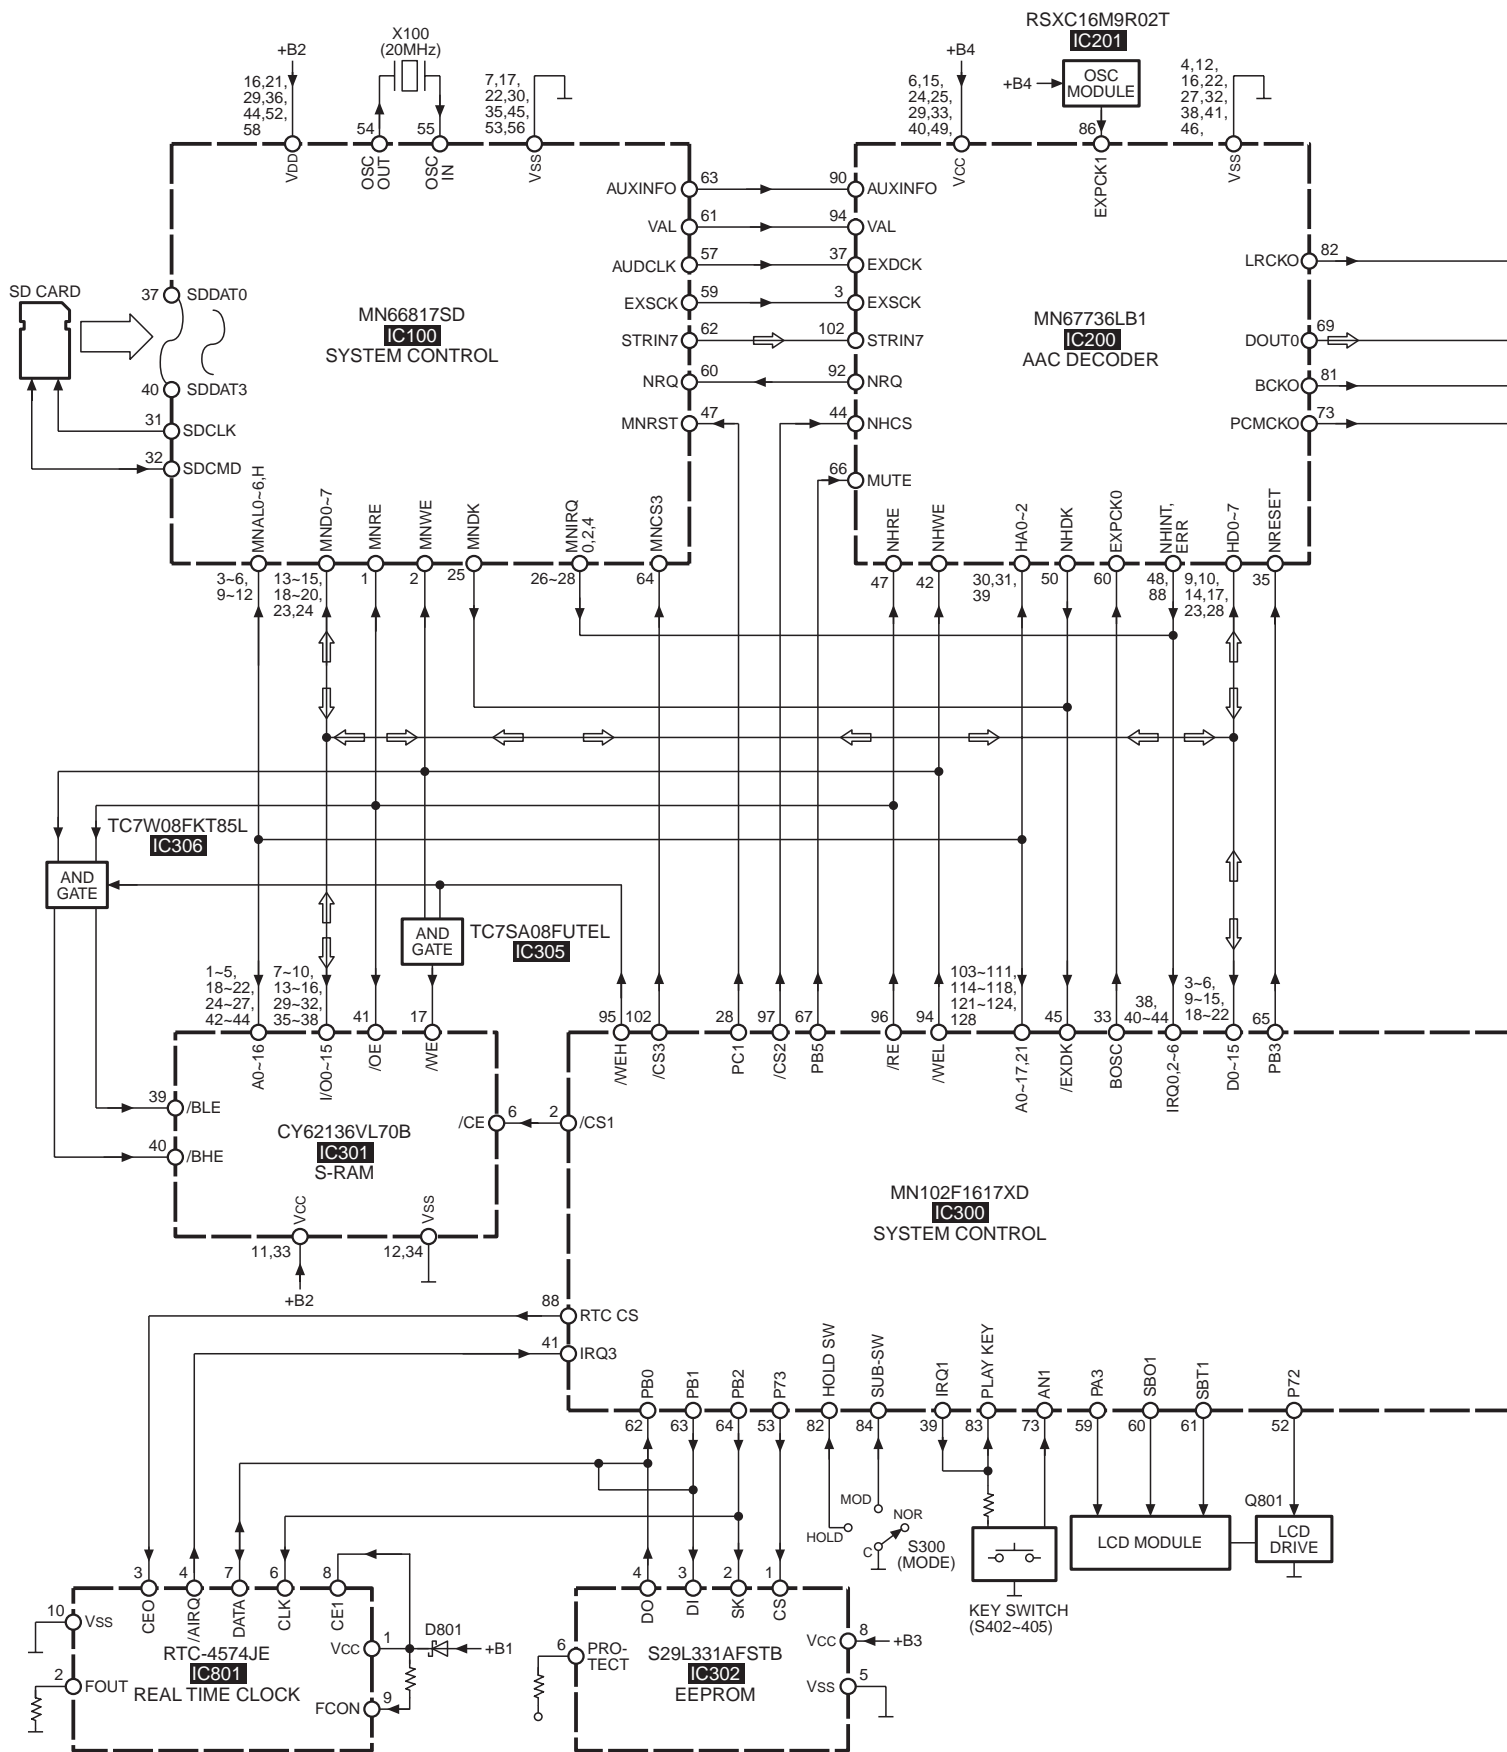 RSXC16M9R02T
IC201
X100
(20MHz)
+B2
+B4
+B4
OSC
MODULE
16,21,
29,36,
44,52,
58
7,17,
22,30,
35,45,
53,56
6,15,
24,25,
29,33,
40,49,
4,12,
16,22,
27,32,
38,41,
46,
54
55
86
VDD
OSC
OUT
OSC
IN
VSS
VCC
EXPCK1
VSS
AUXINFO
63
90
AUXINFO
VAL
61
94
VAL
AUDCLK
57
37
EXDCK
EXSCK
59
3
EXSCK
STRIN7
62
102
STRIN7
NRQ
60
92
NRQ
MNRST
47
44
NHCS
66
MUTE
LRCKO
82
DOUT0
69
BCKO
81
PCMCKO
73
SD CARD
37
SDDAT0
40
SDDAT3
31
SDCLK
32
SDCMD
MN66817SD
IC100
SYSTEM CONTROL
MN67736LB1
IC200
AAC DECODER
MNAL0~6,H
MND0~7
MNRE
MNWE
MNDK
MNIRQ
0,2,4
MNCS3
NHRE
NHWE
HA0~2
NHDK
EXPCK0
NHINT,
ERR
HD0~7
NRESET
3~6,
9~12
13~15,
18~20,
23,24
1
2
25
26~28
64
47
42
30,31,
39
50
60
48,
88
9,10,
14,17,
23,28
35
TC7W08FKT85L
IC306
AND
GATE
AND
GATE
TC7SA08FUTEL
IC305
1~5,
18~22,
24~27,
42~44
7~10,
13~16,
29~32,
35~38
41
17
95
102
28
97
67
96
94
103~111,
114~118,
121~124,
128
45
33
38,
40~44
3~6,
9~15,
18~22
65
A0~16
I/O0~15
/OE
/WE
/WEH
/CS3
PC1
/CS2
PB5
/RE
/WEL
A0~17,21
/EXDK
BOSC
IRQ0,2~6
D0~15
PB3
39
/BLE
40
/BHE
CY62136VL70B
IC301
S-RAM
/CE
6
2
/CS1
VCC
VSS
11,33
12,34
+B2
MN102F1617XD
IC300
SYSTEM CONTROL
88
RTC CS
41
IRQ3
PB0
PB1
PB2
P73
HOLD SW
SUB-SW
IRQ1
PLAY KEY
AN1
PA3
SBO1
SBT1
P72
62
63
64
53
82
84
39
83
73
59
60
61
52
MOD
HOLD
NOR
C
S300
(MODE)
Q801
LCD MODULE
LCD
DRIVE
KEY SWITCH
(S402~405)
3
4
7
6
8
CEO
/AIRQ
DATA
CLK
CE1
10
VSS
2
FOUT
RTC-4574JE
IC801
REAL TIME CLOCK
VCC
1
D801
+B1
FCON
9
4
3
2
1
DO
DI
SK
CS
6
PRO-
TECT
S29L331AFSTB
IC302
EEPROM
VCC
8
+B3
VSS
5